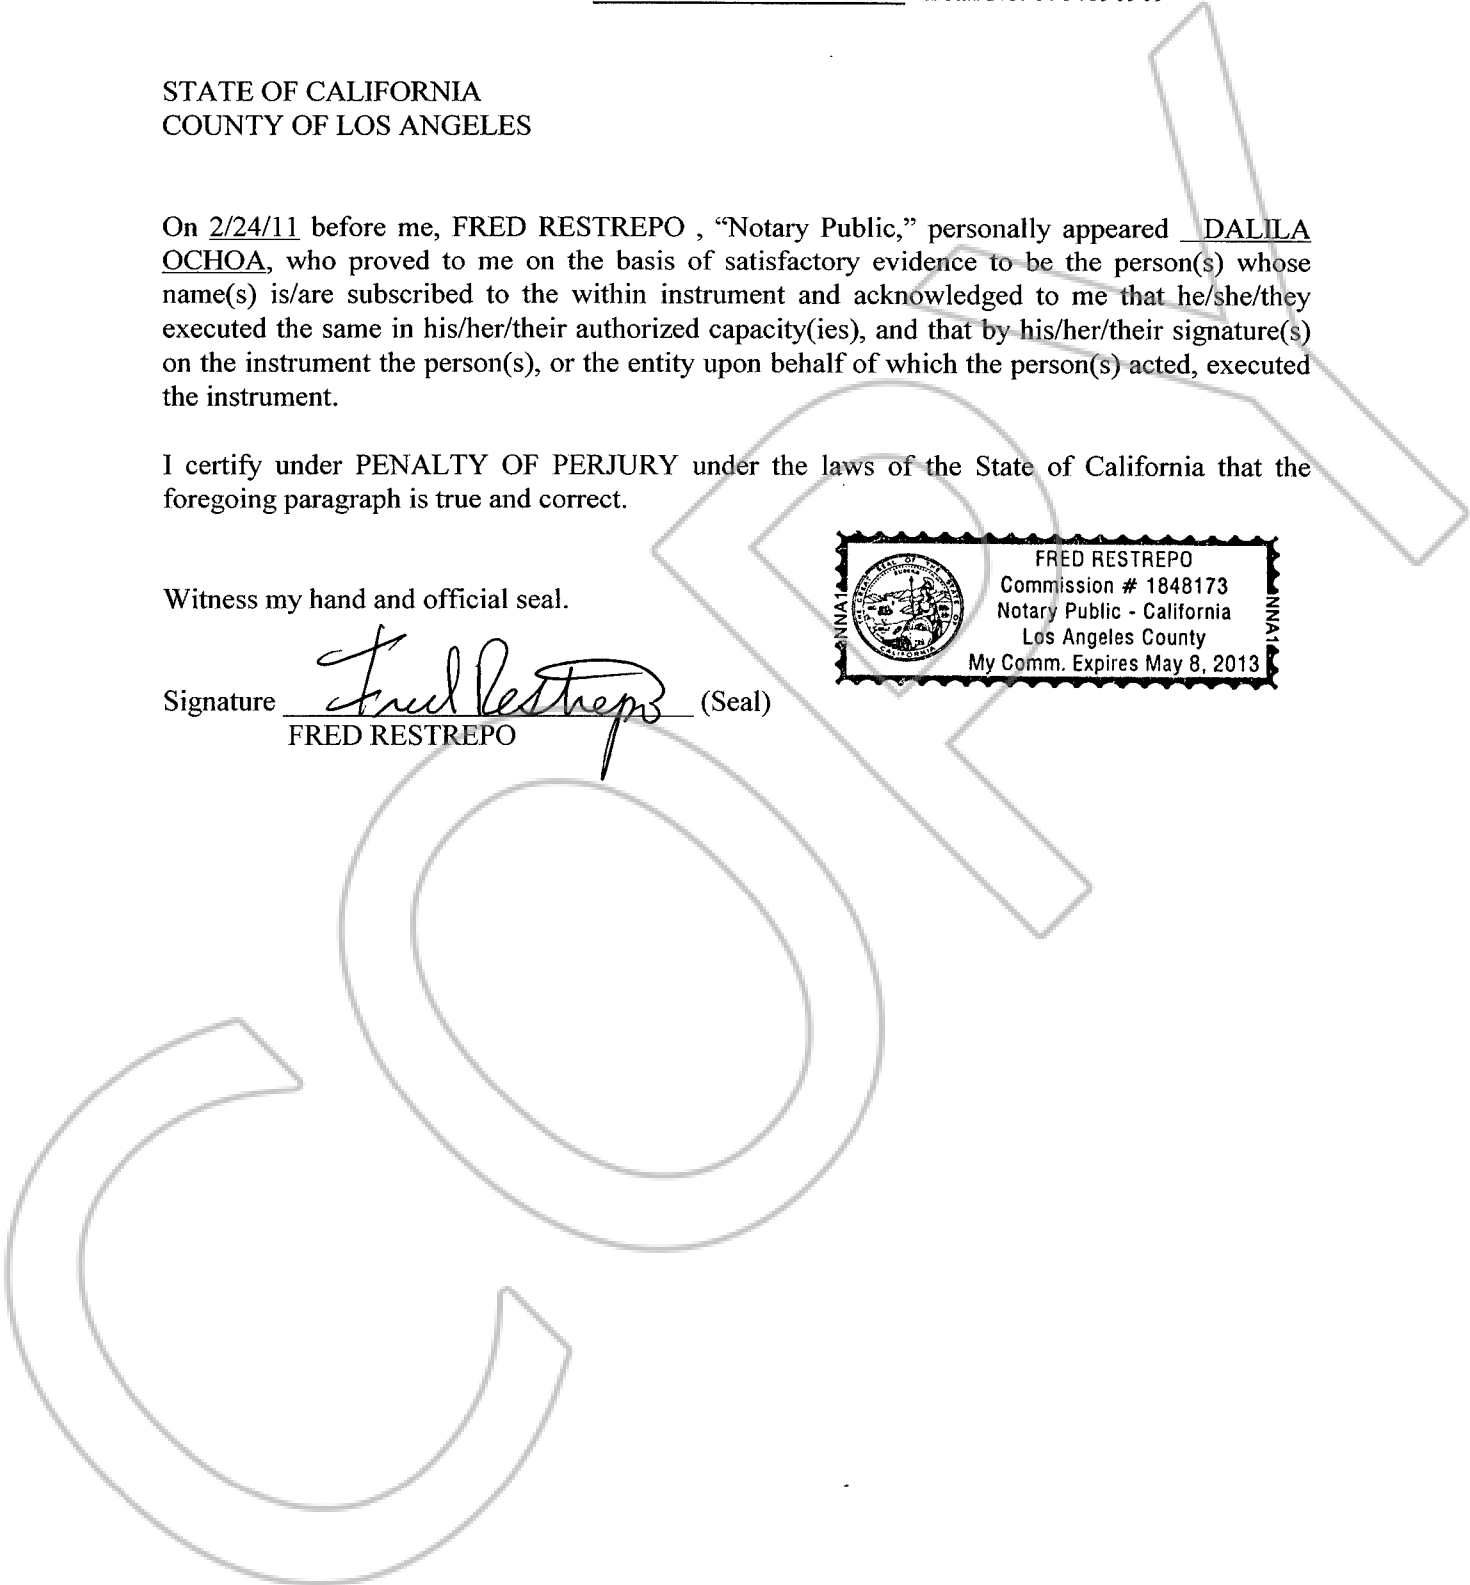 STATE OF CALIFORNIA
COUNTY OF LOS ANGELES
On 2/24/11 before me, FRED RESTREPO , “Notary Public,” personally appeared DALILA
OCHOA, who proved to me on the basis of satisfactory evidence to be the person(s) whose
name(s) is/are subscribed to the within instrument and acknowledged to me that he/she/they
executed the same in his/her/their authorized capacity(ies), and that by his/her/their signature(s)
on the instrument the person(s), or the entity upon behalf of which the person(s) acted, executed
the instrument.
I certify under PENALTY OF PERJURY under the laws of the State of California that the
foregoing paragraph is true and correct.
FRED RESTREPO
Commission # 1848173
Notary Public - California
Los Angeles County
My Comm. Expires May 8, 2013
NNA1
NNA1
Witness my hand and official seal.
Signature Fred Restrepo (Seal)
FRED RESTREPO
COPY